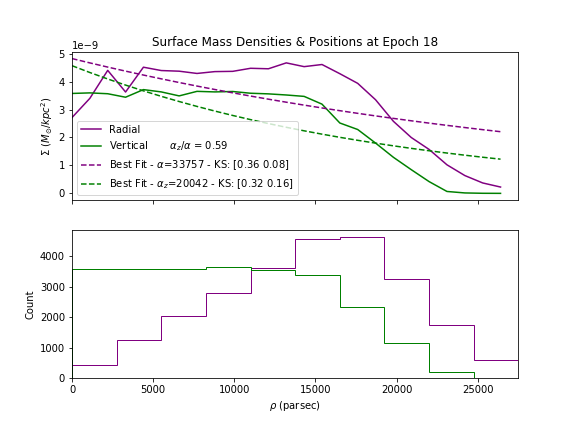 Surface Mass Densities & Positions at Epoch 18
1e−9
5
4
3
2
1
0
Σ (M⊙/kpc²)
Radial
Vertical αz/α = 0.59
Best Fit - α=33757 - KS: [0.36 0.08]
Best Fit - αz=20042 - KS: [0.32 0.16]
4000
3000
2000
1000
0
Count
0 5000 10000 15000 20000 25000
ρ (parsec)